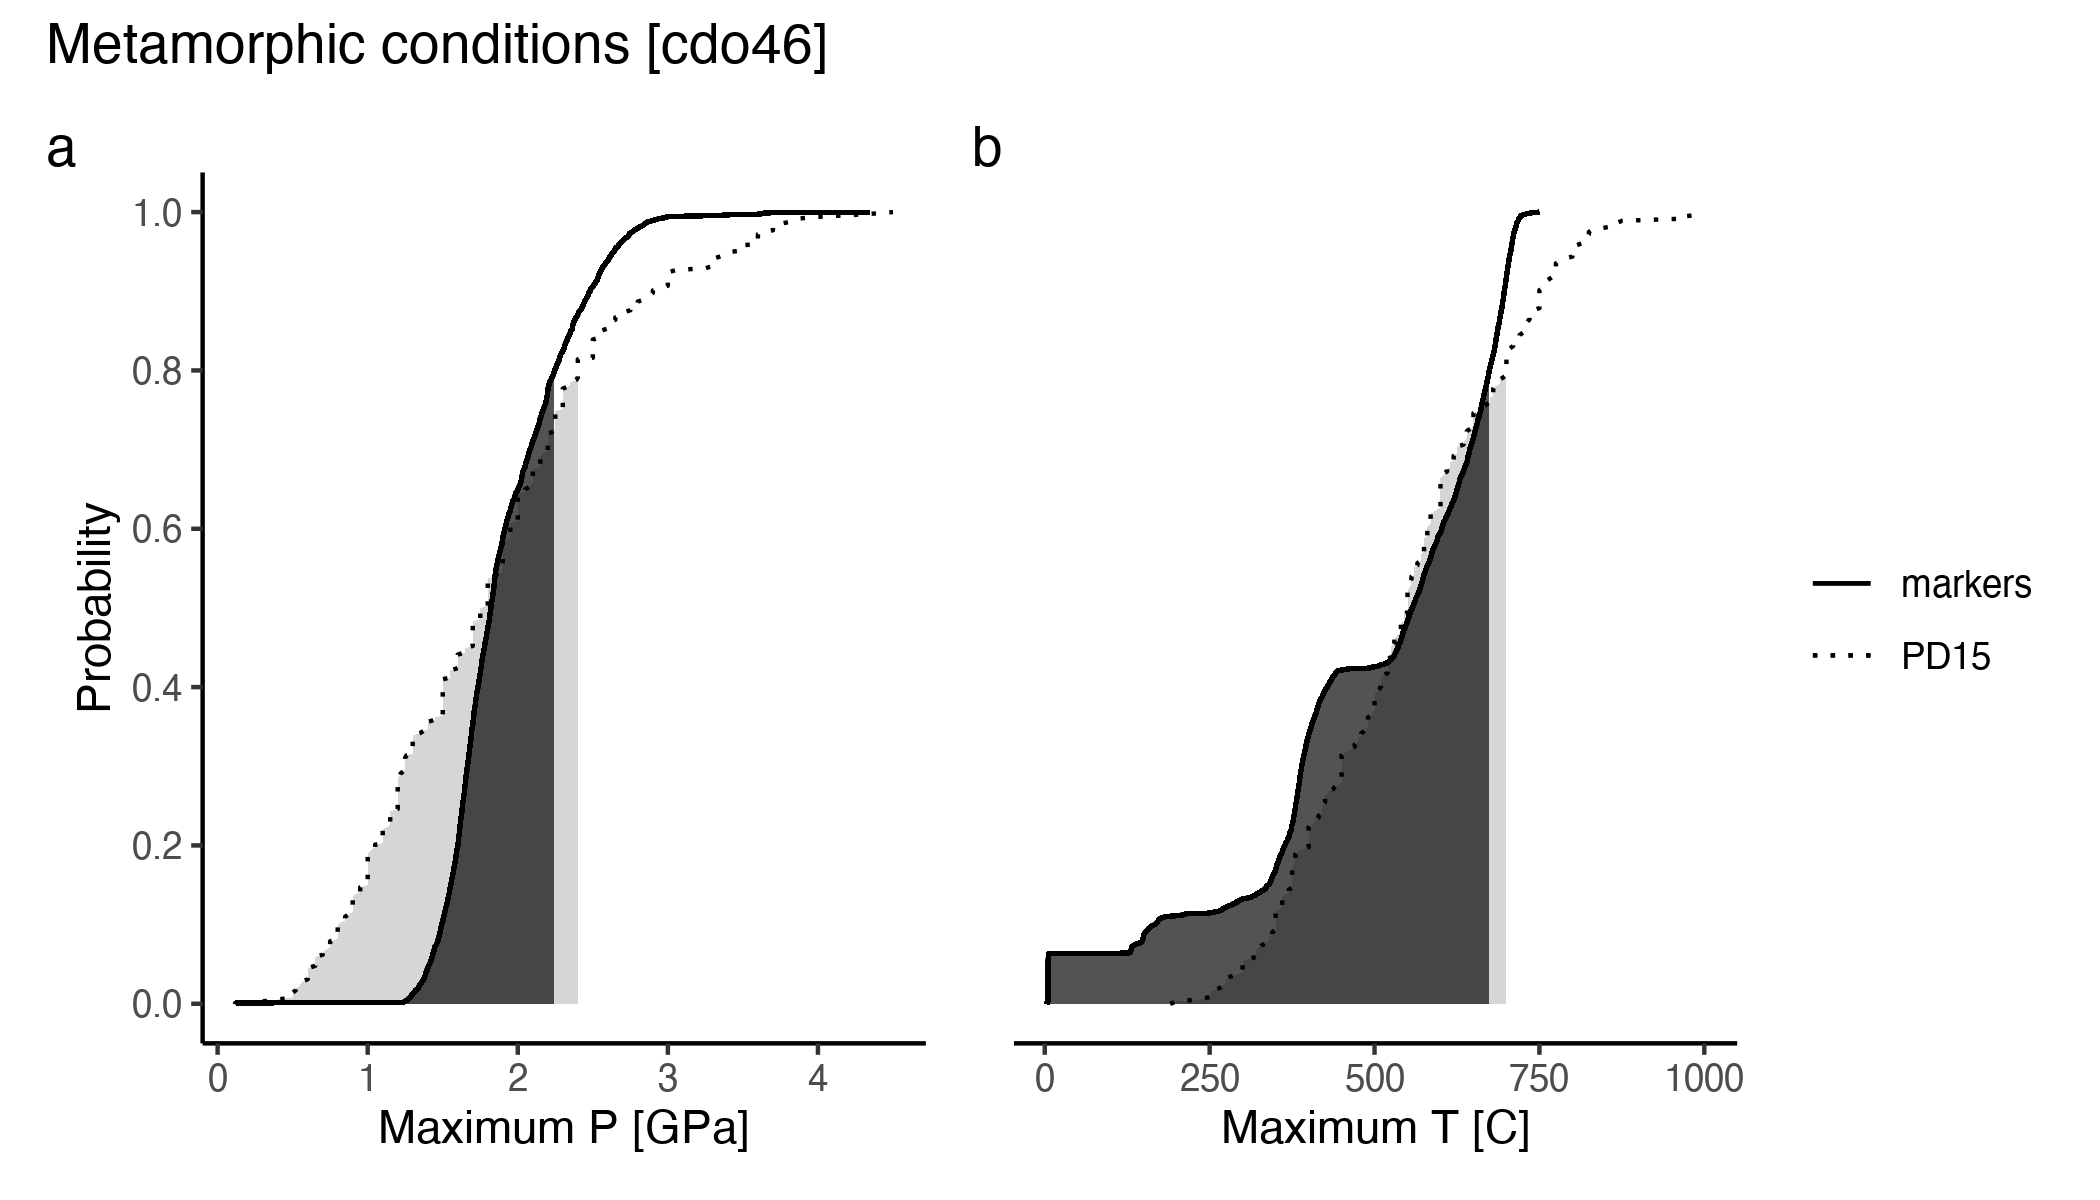 Metamorphic conditions [cdo46]
a
b
1.0
0.8
0.6
0.4
0.2
0.0
Probability
0 1 2 3 4
0 250 500 750 1000
Maximum P [GPa]
Maximum T [C]
markers
PD15